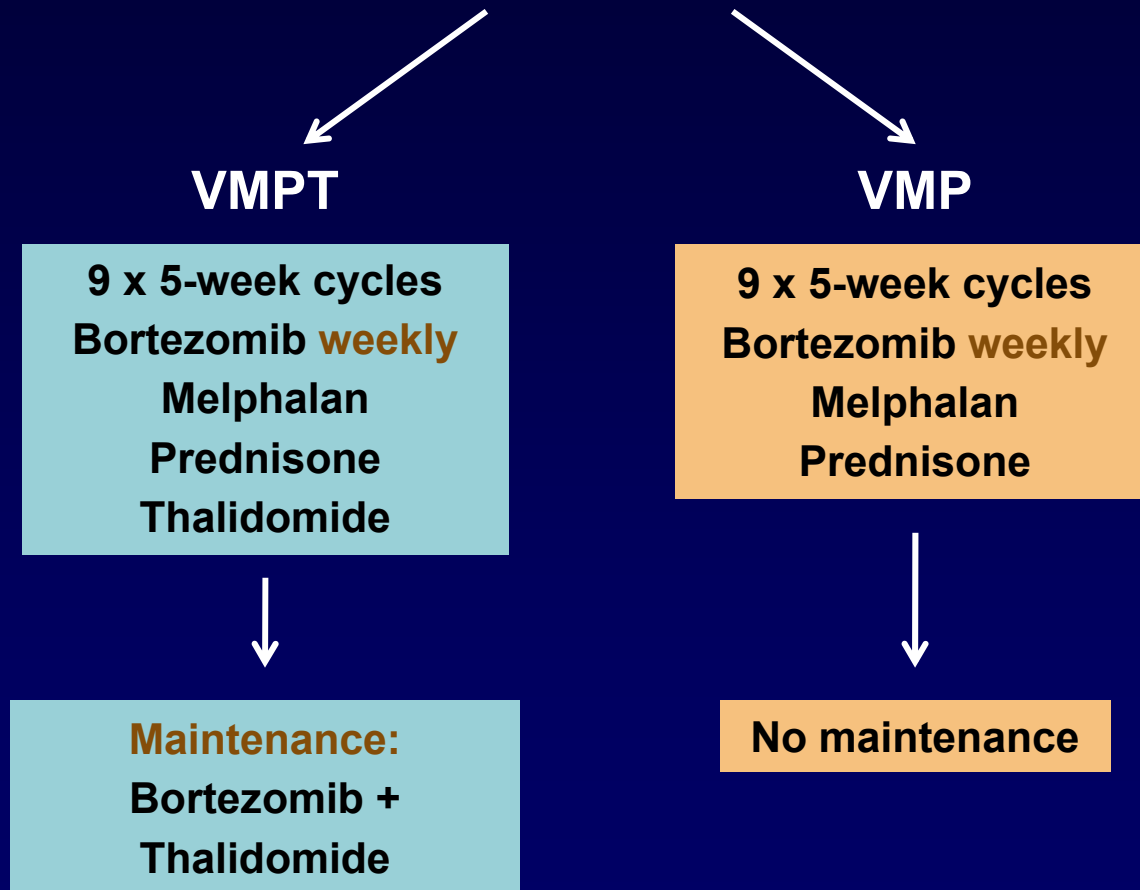 VMPT
9 x 5-week cycles
Bortezomib weekly
Melphalan
Prednisone
Thalidomide
Maintenance:
Bortezomib +
Thalidomide
VMP
9 x 5-week cycles
Bortezomib weekly
Melphalan
Prednisone
No maintenance